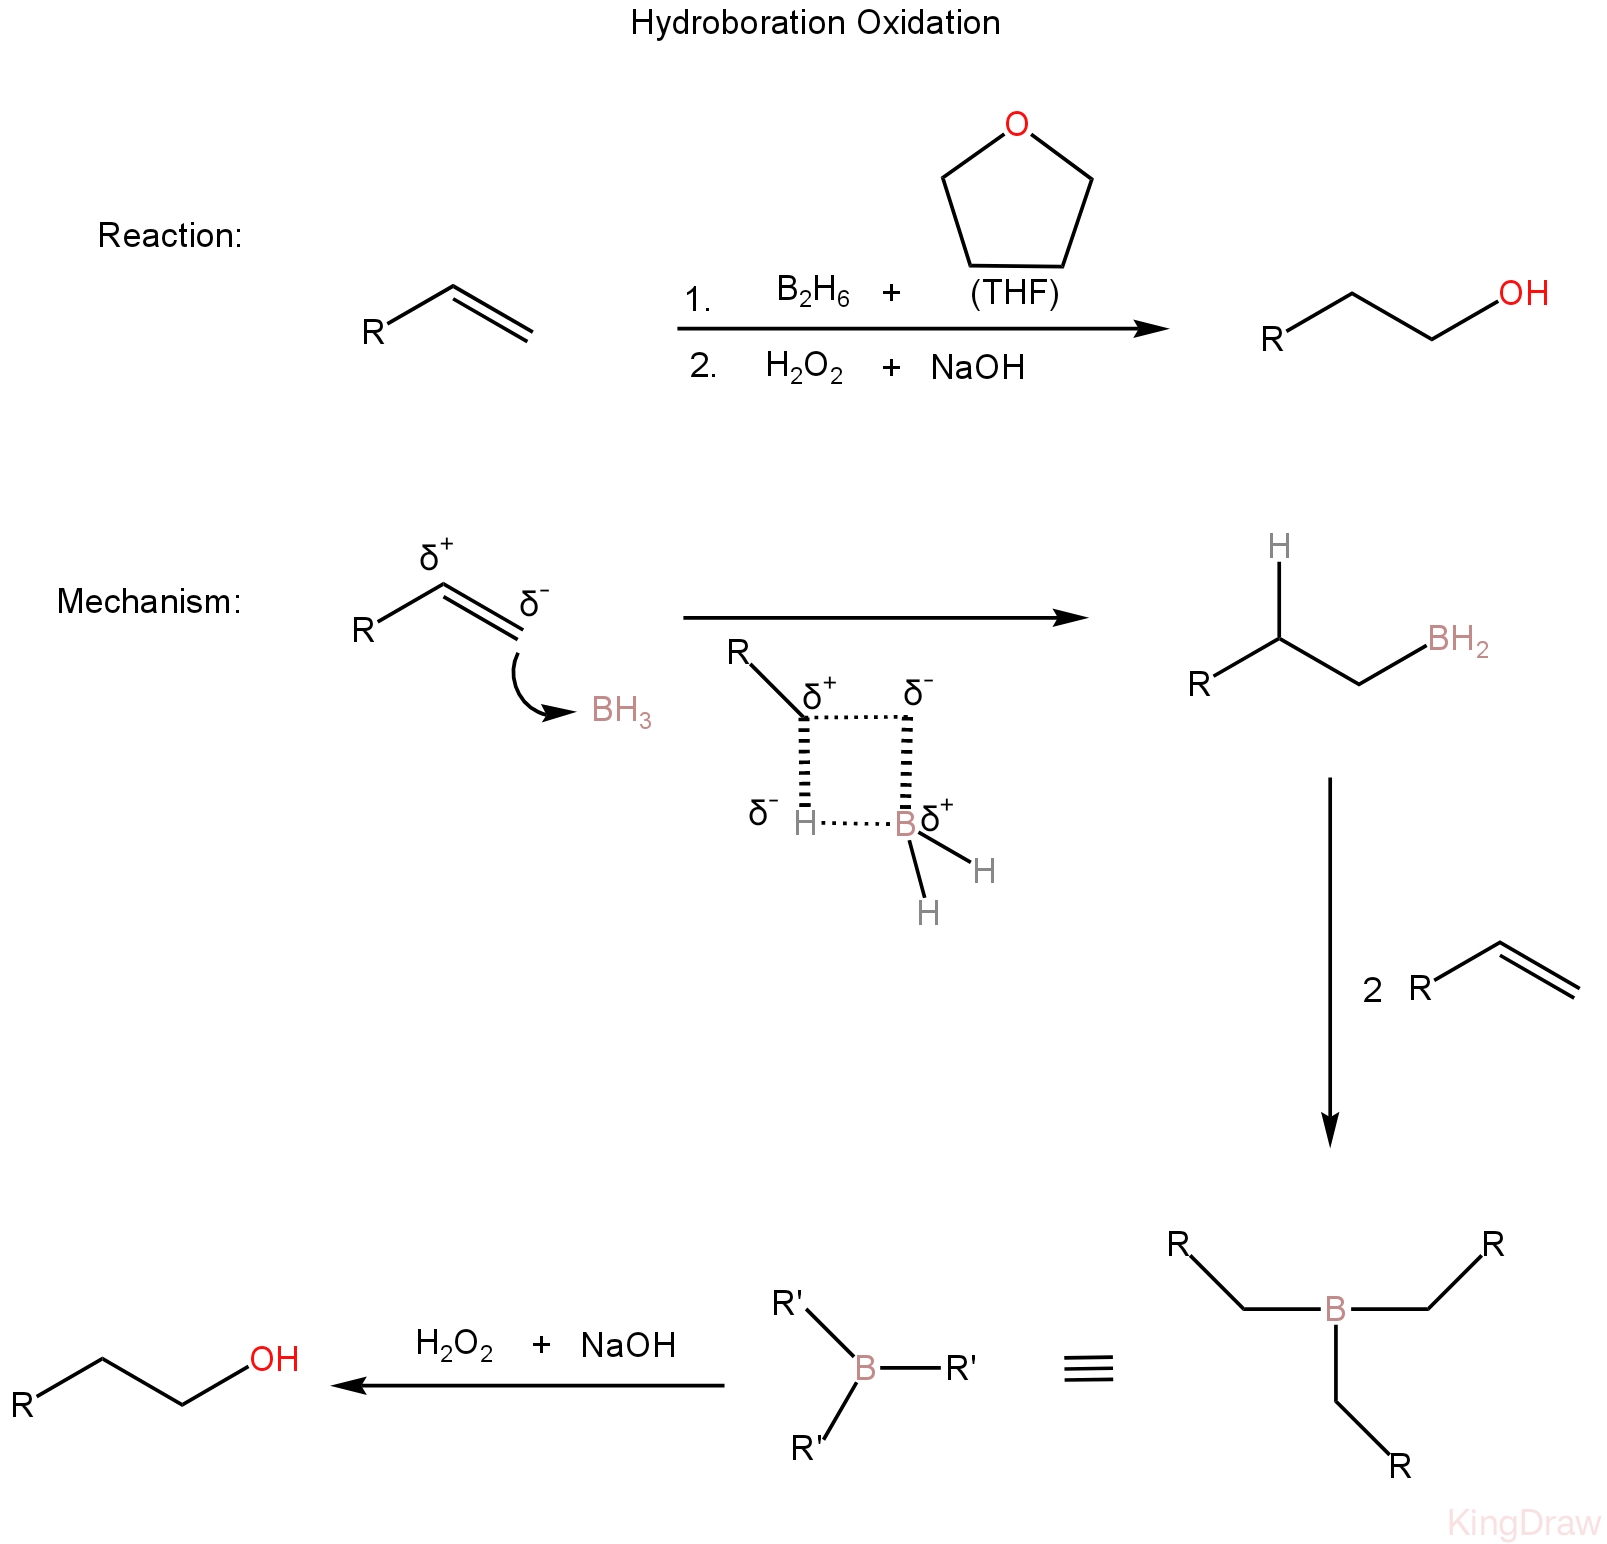 Hydroboration Oxidation
O
Reaction:
R
1. B₂H₆ + (THF)
2. H₂O₂ + NaOH
R OH
Mechanism:
R δ⁺ δ⁻
BH₃
R
δ⁺ δ⁻
δ⁻ H B δ⁺
H
H
H
R BH₂
2 R
R R
B
R
R'
B R'
R'
≡
H₂O₂ + NaOH
R OH
KingDraw